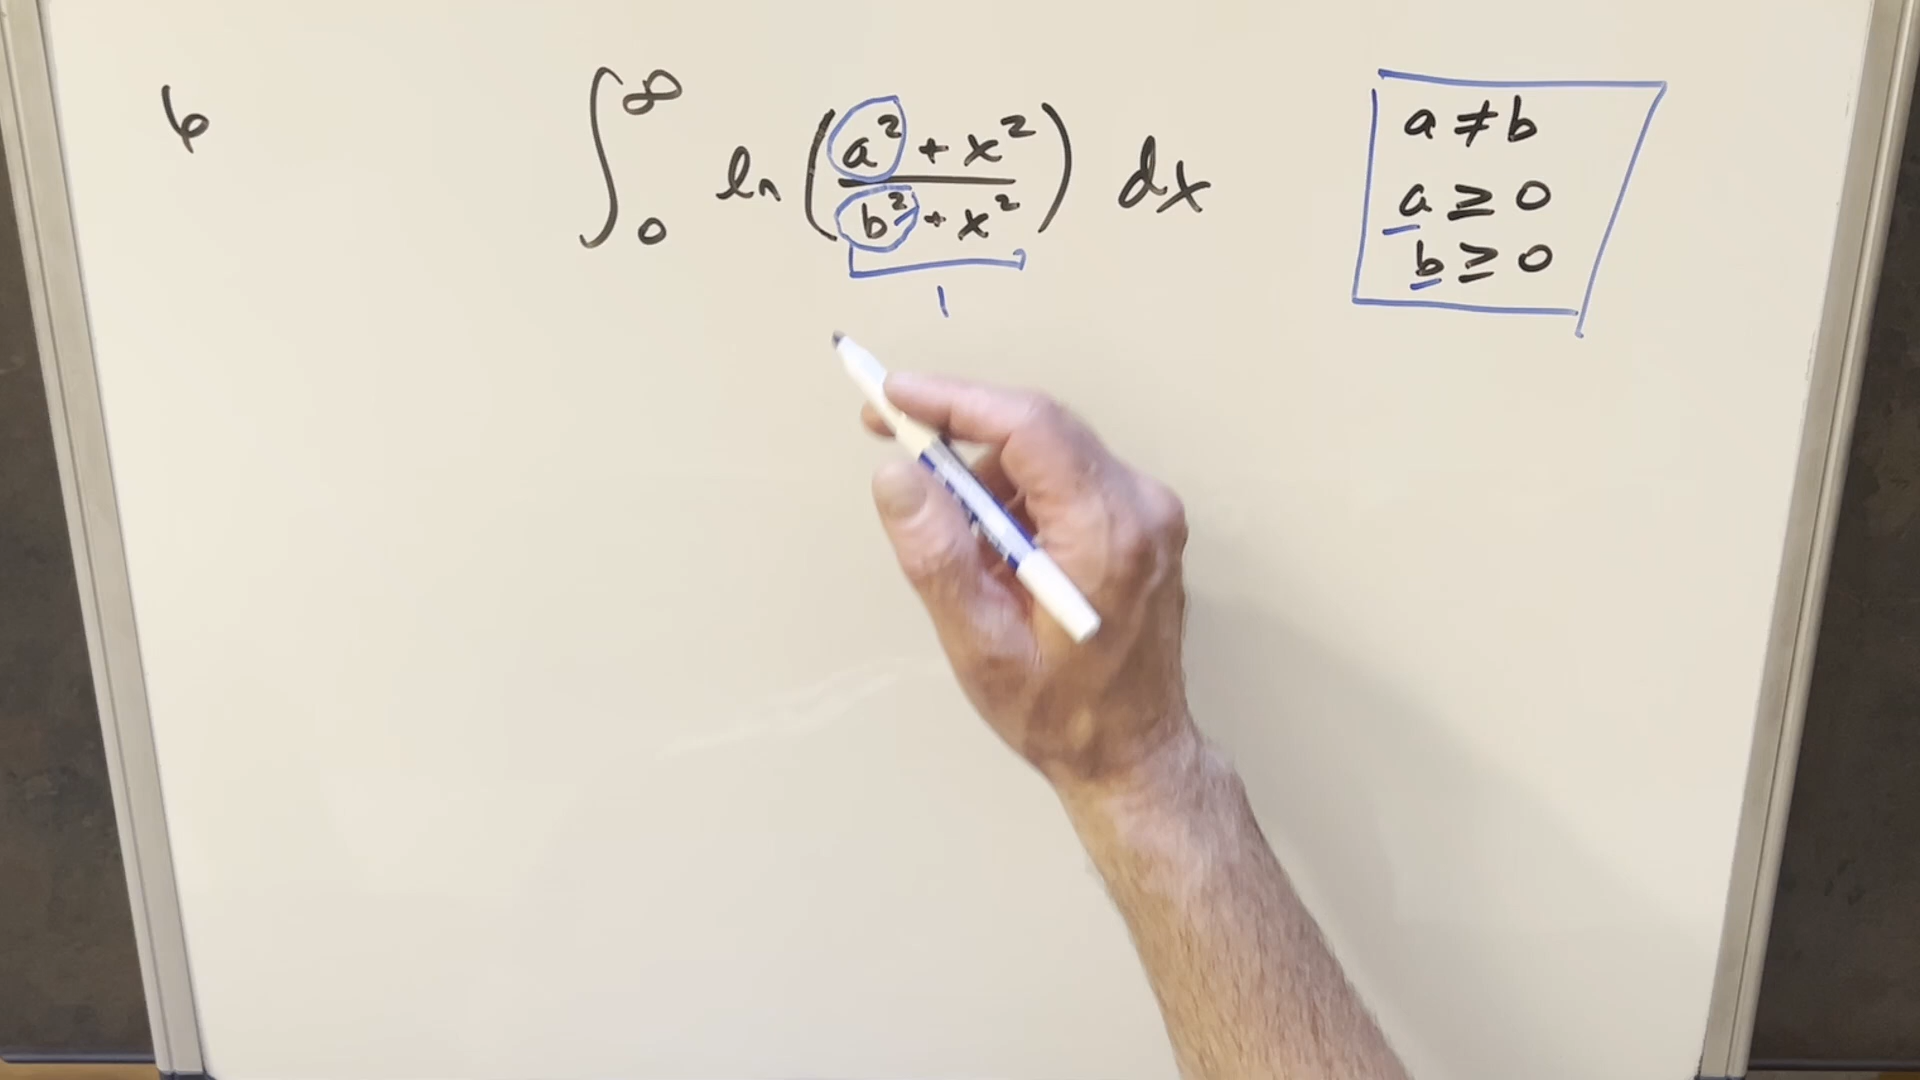 6
∫₀^∞ ln((a² + x²)/(b² + x²)) dx
1
a ≠ b
a ≥ 0
b ≥ 0